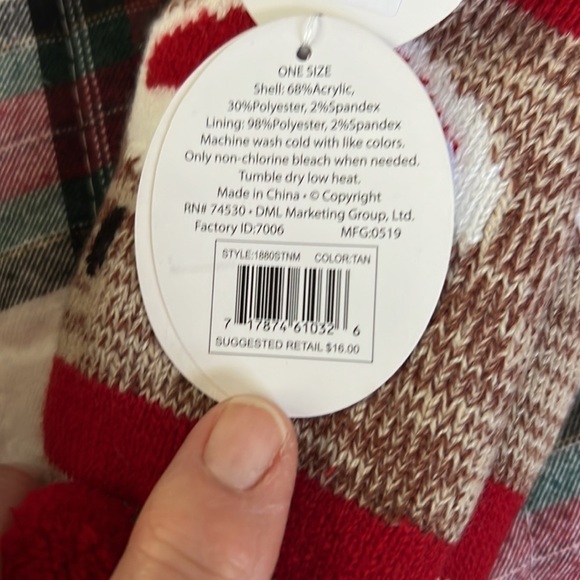 ONE SIZE
Shell: 68%Acrylic,
30%Polyester, 2%Spandex
Lining: 98%Polyester, 2%Spandex
Machine wash cold with like colors.
Only non-chlorine bleach when needed.
Tumble dry low heat.
Made in China • © Copyright
RN# 74530 • DML Marketing Group, Ltd.
Factory ID:7006 MFG:0519
STYLE:1880STNM COLOR:TAN
7 17874 61032 6
SUGGESTED RETAIL $16.00